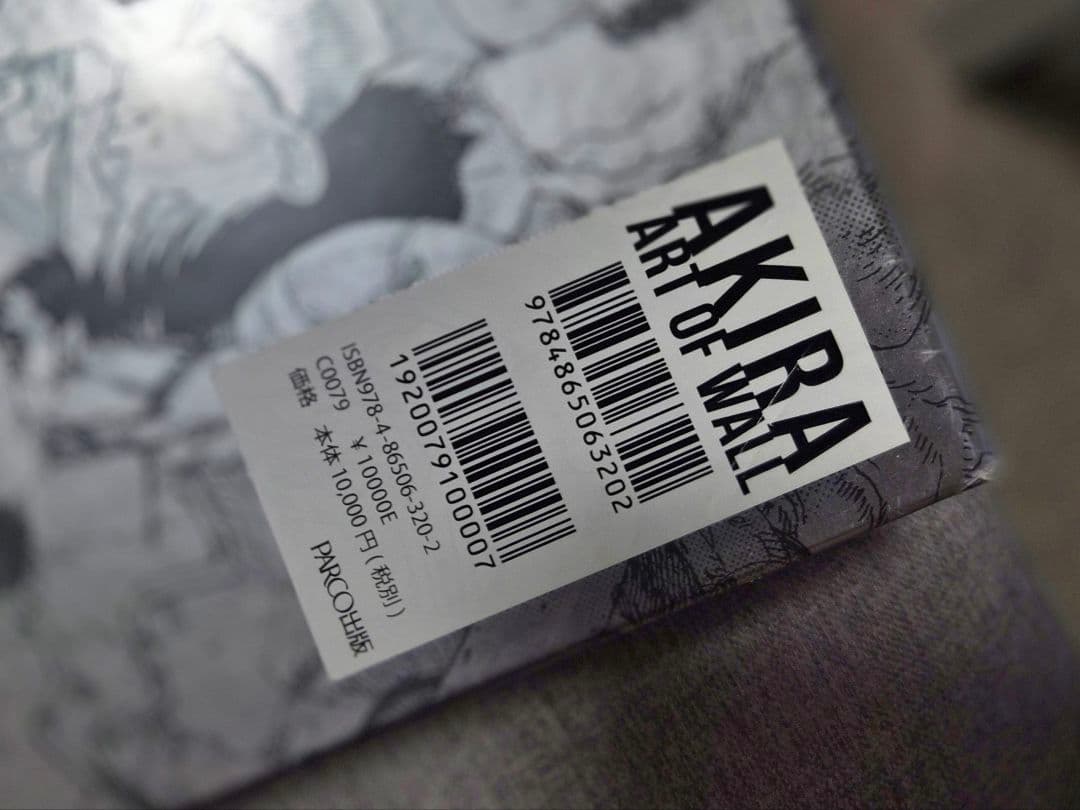 AKIRA
ART OF WALL
9784865063202
1920079100007
ISBN978-4-86506-320-2
C0079 ¥10000E
価格 本体10,000円(税別)
PARCO出版